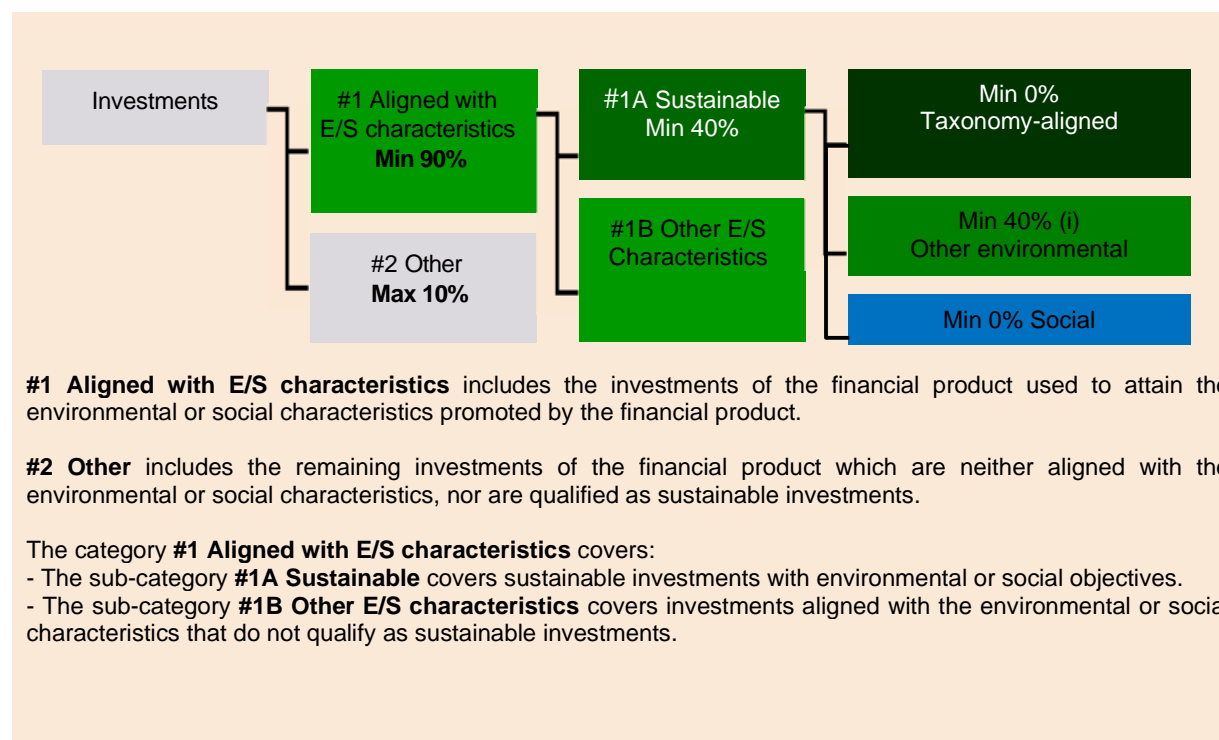 Investments
#1 Aligned with
E/S characteristics
Min 90%
#2 Other
Max 10%
#1A Sustainable
Min 40%
#1B Other E/S
Characteristics
Min 0%
Taxonomy-aligned
Min 40% (i)
Other environmental
Min 0% Social
#1 Aligned with E/S characteristics includes the investments of the financial product used to attain the
environmental or social characteristics promoted by the financial product.
#2 Other includes the remaining investments of the financial product which are neither aligned with the
environmental or social characteristics, nor are qualified as sustainable investments.
The category #1 Aligned with E/S characteristics covers:
- The sub-category #1A Sustainable covers sustainable investments with environmental or social objectives.
- The sub-category #1B Other E/S characteristics covers investments aligned with the environmental or social
characteristics that do not qualify as sustainable investments.